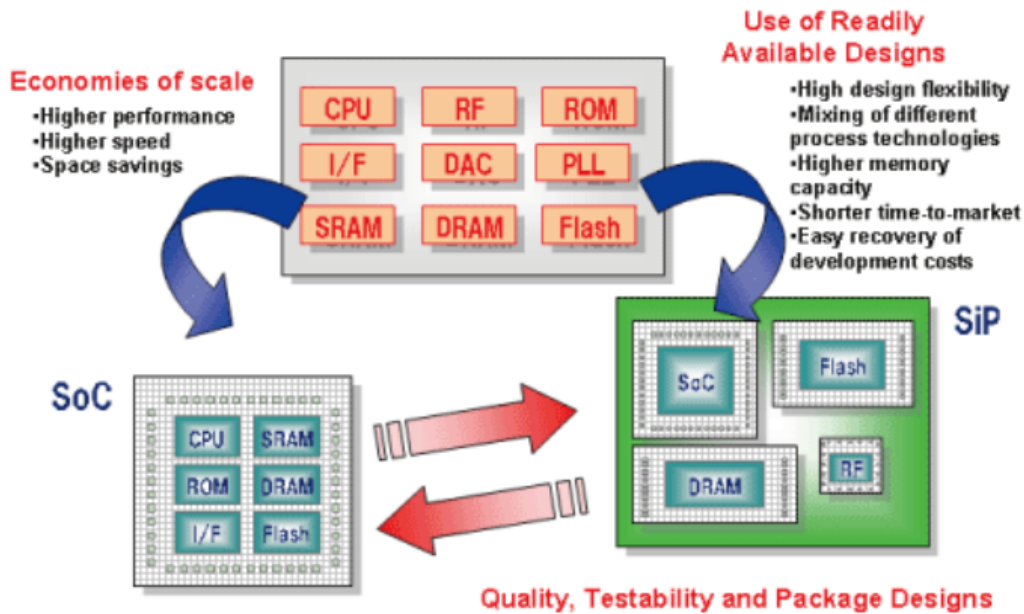 Use of Readily
Available Designs
Economies of scale
•Higher performance
•Higher speed
•Space savings
•High design flexibility
•Mixing of different
process technologies
•Higher memory
capacity
•Shorter time-to-market
•Easy recovery of
development costs
CPU RF ROM
I/F DAC PLL
SRAM DRAM Flash
SoC
CPU SRAM
ROM DRAM
I/F Flash
SiP
SoC Flash
DRAM RF
Quality, Testability and Package Designs